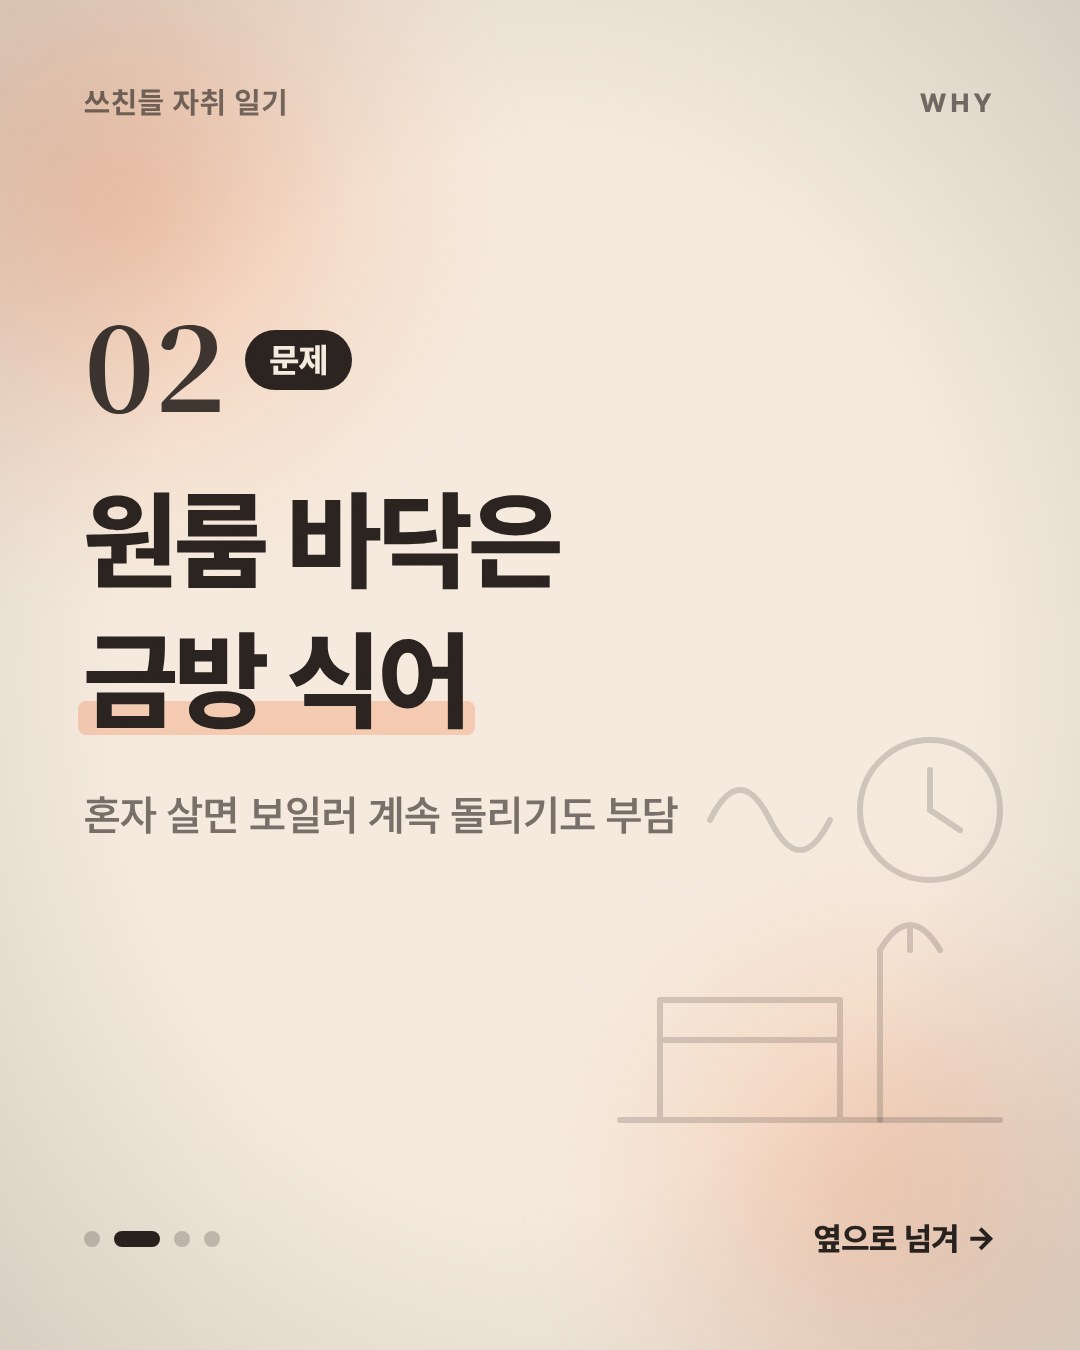 쓰친들 자취 일기
WHY
02 문제
원룸 바닥은
금방 식어
혼자 살면 보일러 계속 돌리기도 부담
옆으로 넘겨 →